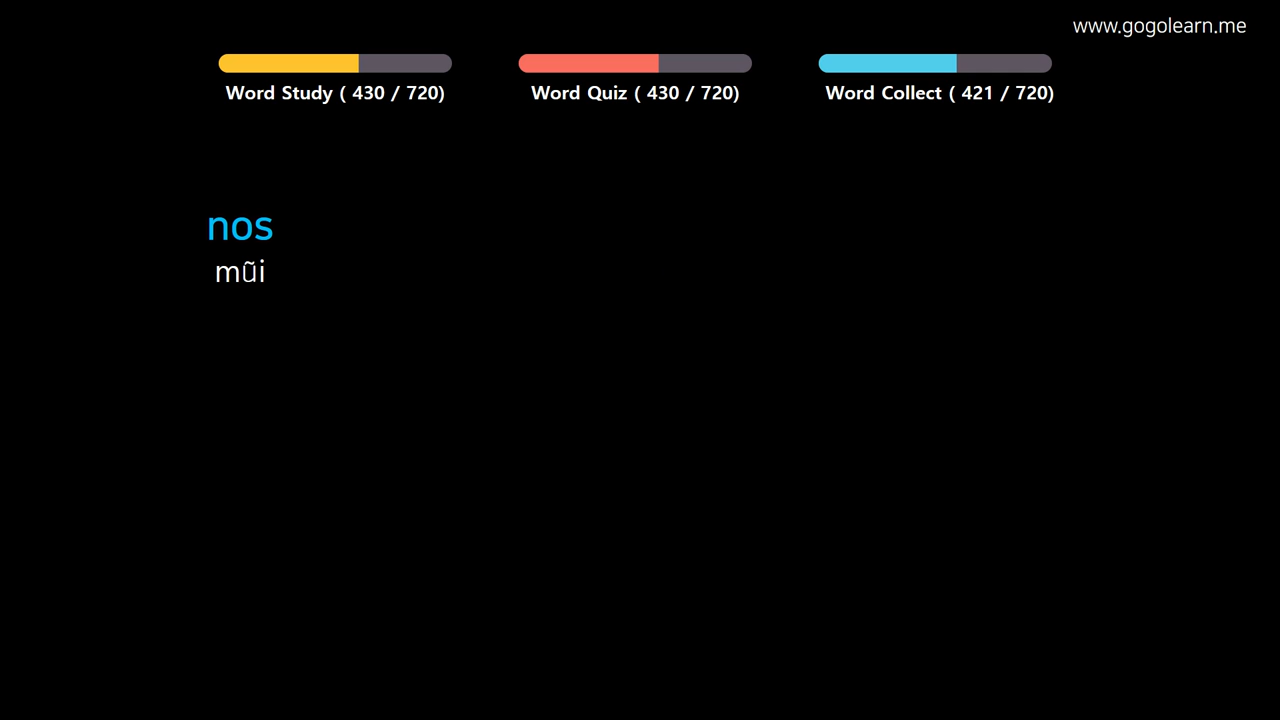 www.gogolearn.me
Word Study ( 430 / 720)
Word Quiz ( 430 / 720)
Word Collect ( 421 / 720)
nos
mũi